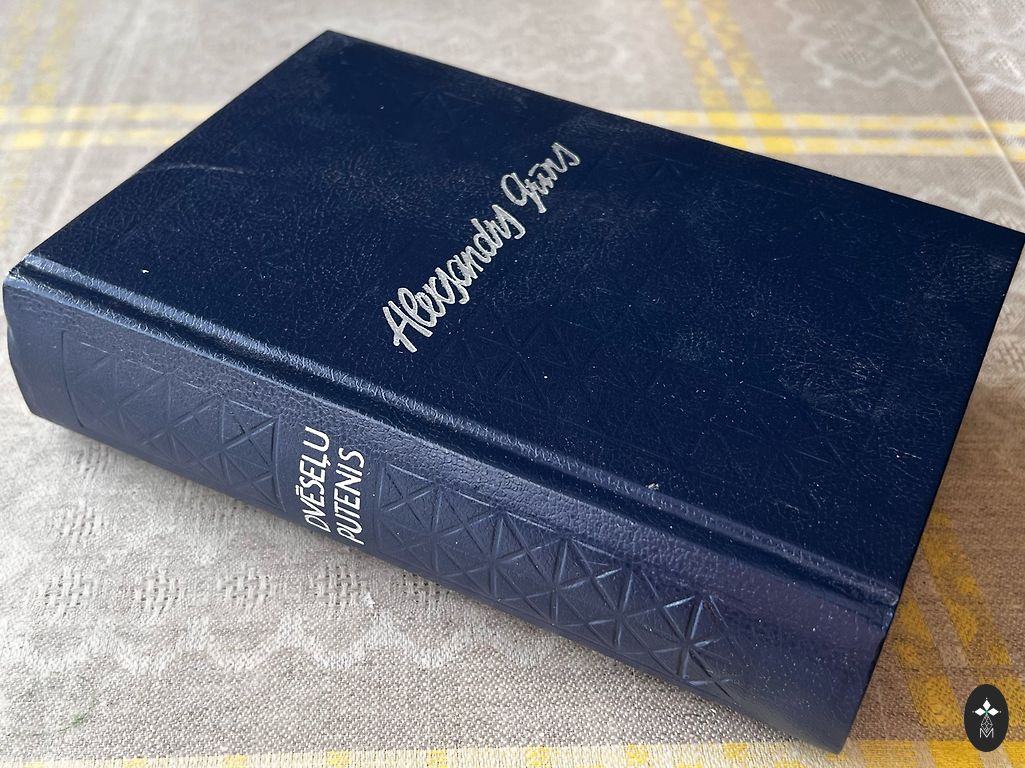 Aleksandrs Grīns
DVĒSEĻU
PUTENIS
M